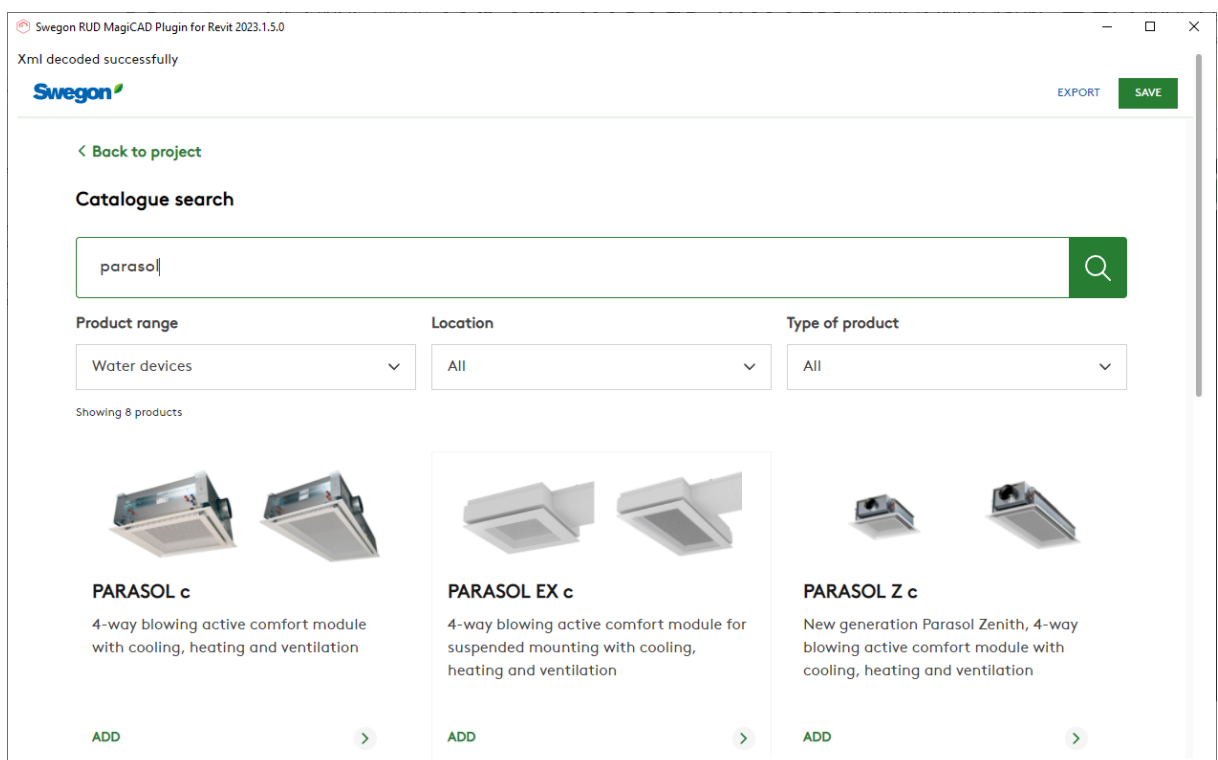 Swegon RUD MagiCAD Plugin for Revit 2023.1.5.0
Xml decoded successfully
Swegon
EXPORT
SAVE
Back to project
Catalogue search
parasol
Product range
Location
Type of product
Water devices
All
All
Showing 8 products
PARASOL c
4-way blowing active comfort module
with cooling, heating and ventilation
ADD
PARASOL EX c
4-way blowing active comfort module for
suspended mounting with cooling,
heating and ventilation
ADD
PARASOL Z c
New generation Parasol Zenith, 4-way
blowing active comfort module with
cooling, heating and ventilation
ADD